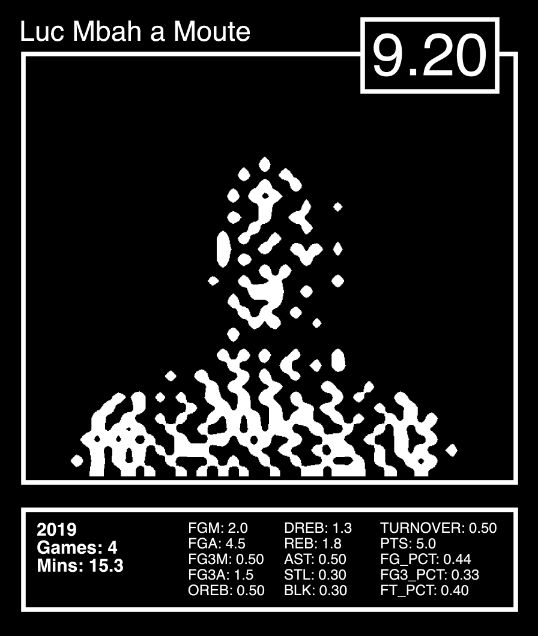 Luc Mbah a Moute
9.20
2019
Games: 4
Mins: 15.3
FGM: 2.0
FGA: 4.5
FG3M: 0.50
FG3A: 1.5
OREB: 0.50
DREB: 1.3
REB: 1.8
AST: 0.50
STL: 0.30
BLK: 0.30
TURNOVER: 0.50
PTS: 5.0
FG_PCT: 0.44
FG3_PCT: 0.33
FT_PCT: 0.40